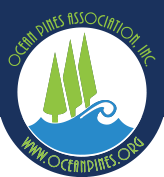 OCEAN PINES ASSOCIATION, INC.
WWW.OCEANPINES.ORG